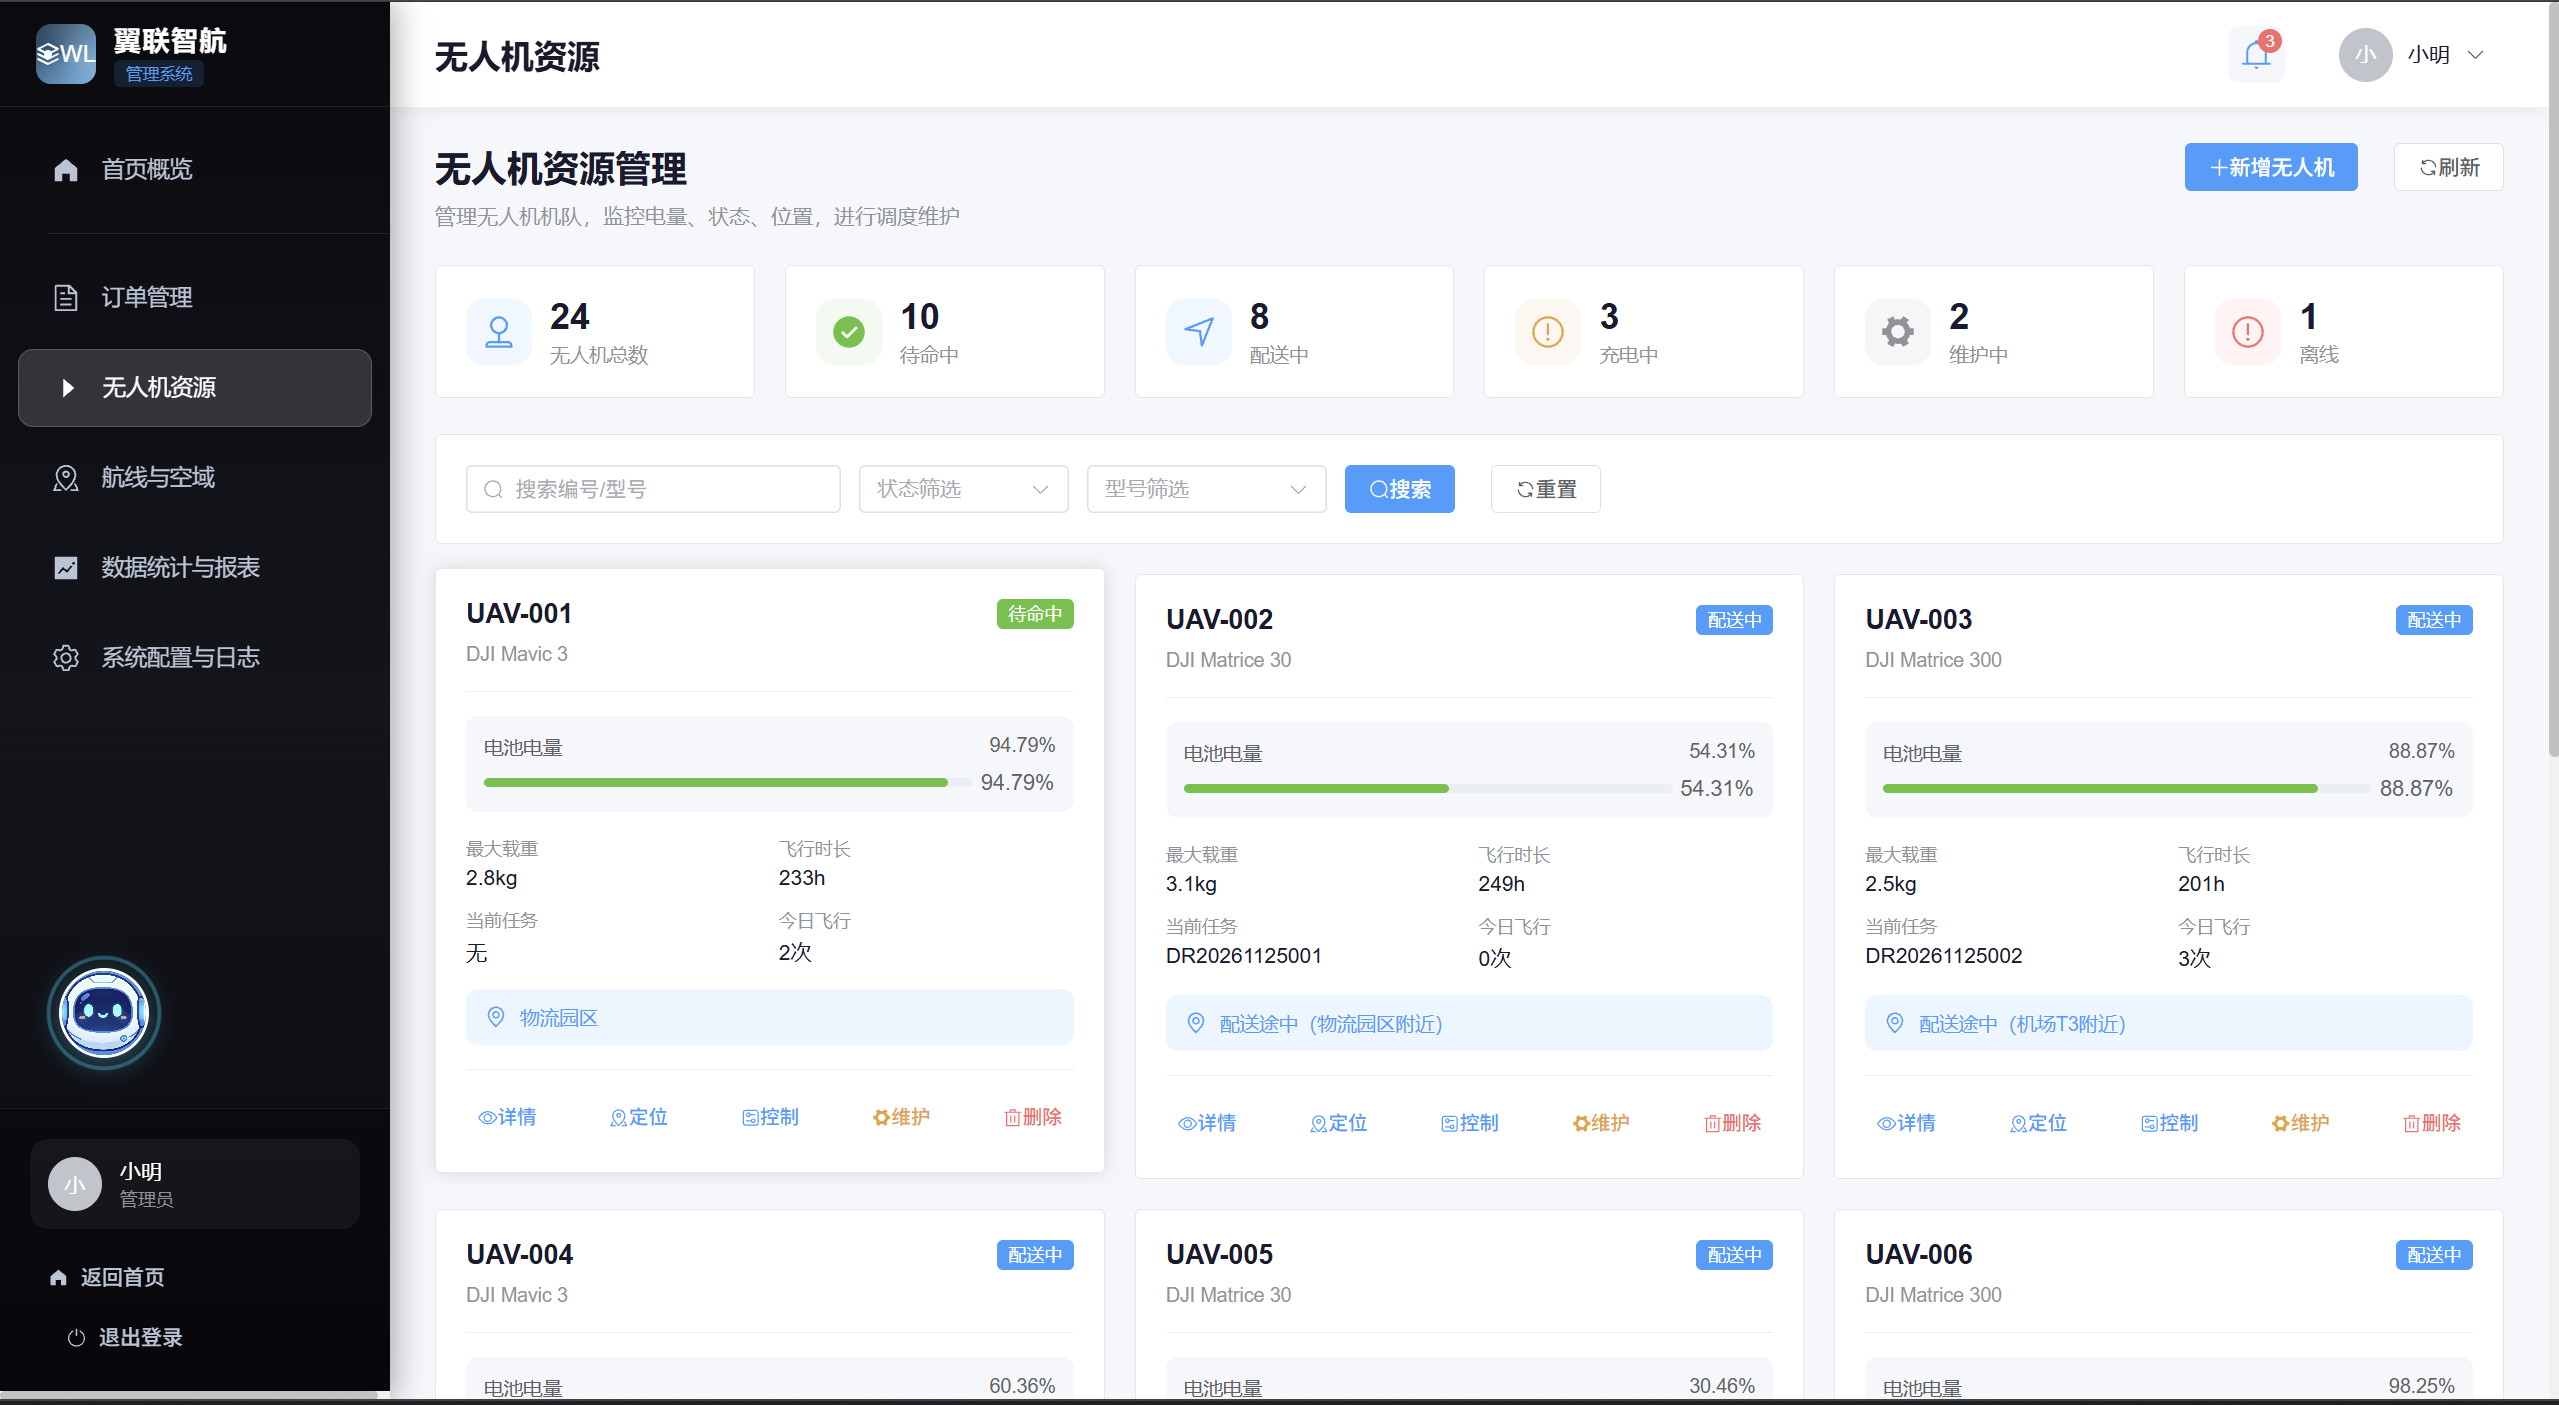 WL
翼联智航
管理系统
首页概览
订单管理
无人机资源
航线与空域
数据统计与报表
系统配置与日志
小
小明
管理员
返回首页
退出登录
无人机资源
3
小
小明
无人机资源管理
管理无人机机队，监控电量、状态、位置，进行调度维护
新增无人机
刷新
24
无人机总数
10
待命中
8
配送中
3
充电中
2
维护中
1
离线
搜索编号/型号
状态筛选
型号筛选
搜索
重置
UAV-001
待命中
DJI Mavic 3
电池电量
94.79%
94.79%
最大载重
飞行时长
2.8kg
233h
当前任务
今日飞行
无
2次
物流园区
详情
定位
控制
维护
删除
UAV-002
配送中
DJI Matrice 30
电池电量
54.31%
54.31%
最大载重
飞行时长
3.1kg
249h
当前任务
今日飞行
DR20261125001
0次
配送途中（物流园区附近）
详情
定位
控制
维护
删除
UAV-003
配送中
DJI Matrice 300
电池电量
88.87%
88.87%
最大载重
飞行时长
2.5kg
201h
当前任务
今日飞行
DR20261125002
3次
配送途中（机场T3附近）
详情
定位
控制
维护
删除
UAV-004
配送中
DJI Mavic 3
电池电量
60.36%
UAV-005
配送中
DJI Matrice 30
电池电量
30.46%
UAV-006
配送中
DJI Matrice 300
电池电量
98.25%